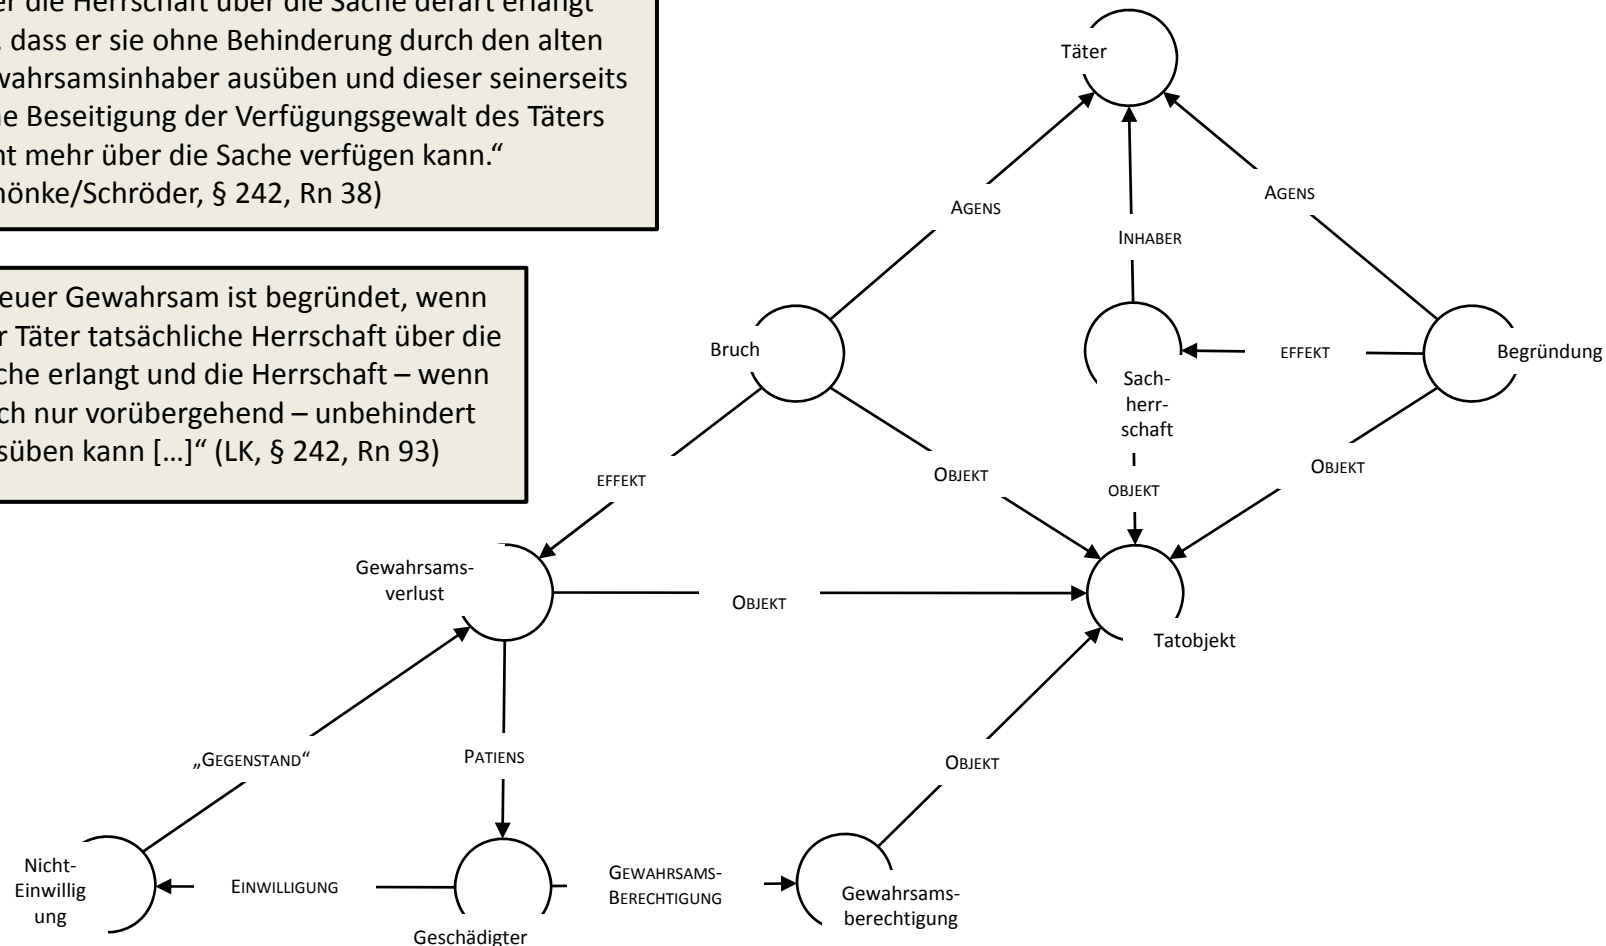 er die Herrschaft über die Sache derart erlangt
, dass er sie ohne Behinderung durch den alten
wahrsamsinhaber ausüben und dieser seinerseits
ne Beseitigung der Verfügungsgewalt des Täters
ht mehr über die Sache verfügen kann.“
hönke/Schröder, § 242, Rn 38)
euer Gewahrsam ist begründet, wenn
r Täter tatsächliche Herrschaft über die
che erlangt und die Herrschaft – wenn
ch nur vorübergehend – unbehindert
süben kann [...]“ (LK, § 242, Rn 93)
Täter
AGENS
AGENS
INHABER
Bruch
EFFEKT
Begründung
Sach-
herr-
schaft
EFFEKT
OBJEKT
OBJEKT
OBJEKT
Gewahrsams-
verlust
OBJEKT
Tatobjekt
„GEGENSTAND“
PATIENS
OBJEKT
Nicht-
Einwillig
ung
EINWILLIGUNG
Geschädigter
GEWAHRSAMS-
BERECHTIGUNG
Gewahrsams-
berechtigung